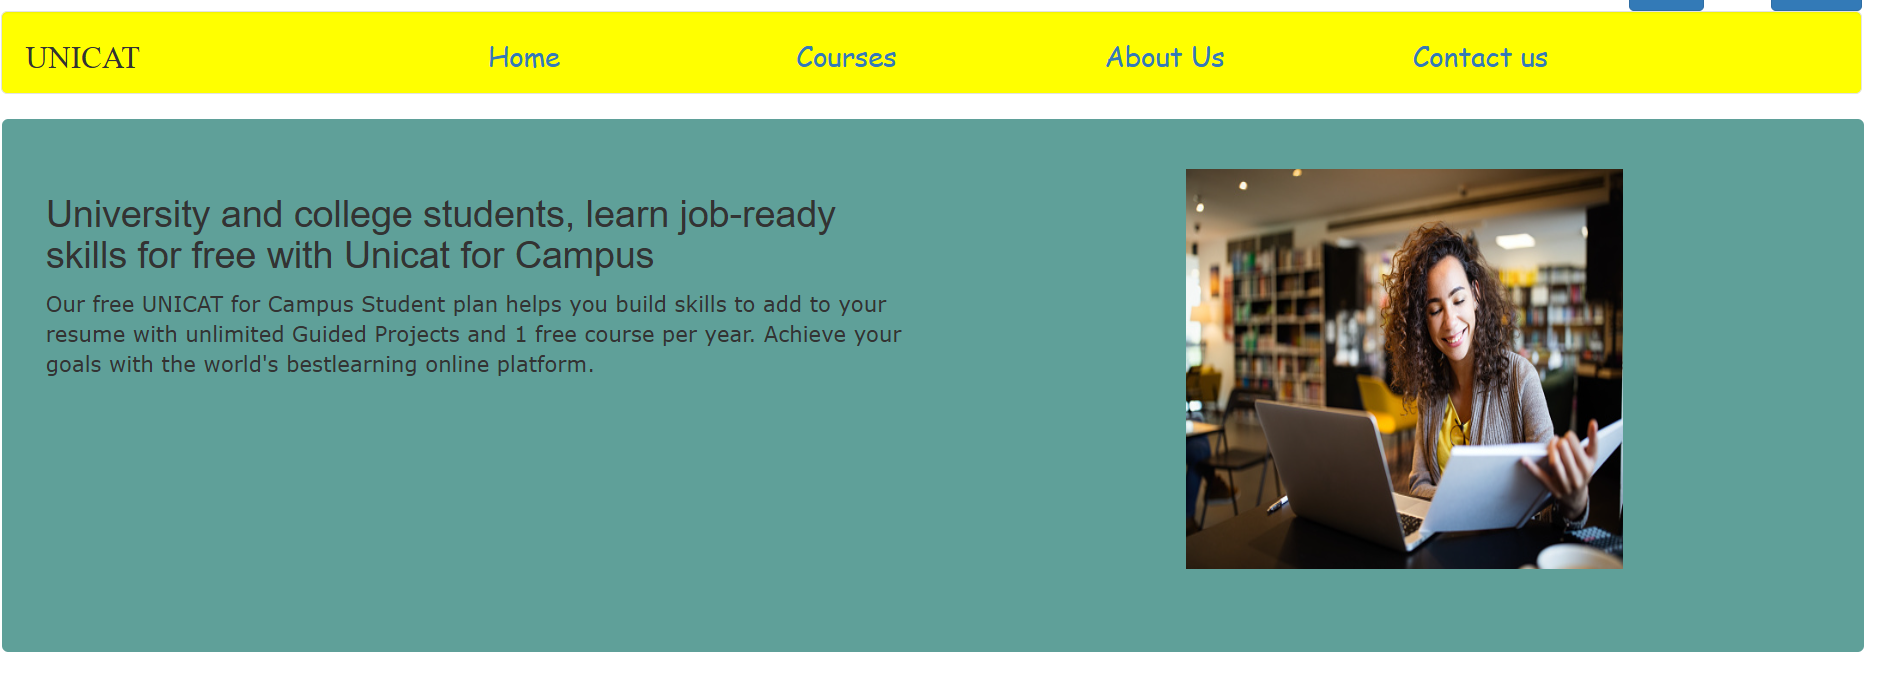 UNICAT
Home
Courses
About Us
Contact us
University and college students, learn job-ready
skills for free with Unicat for Campus
Our free UNICAT for Campus Student plan helps you build skills to add to your
resume with unlimited Guided Projects and 1 free course per year. Achieve your
goals with the world's bestlearning online platform.